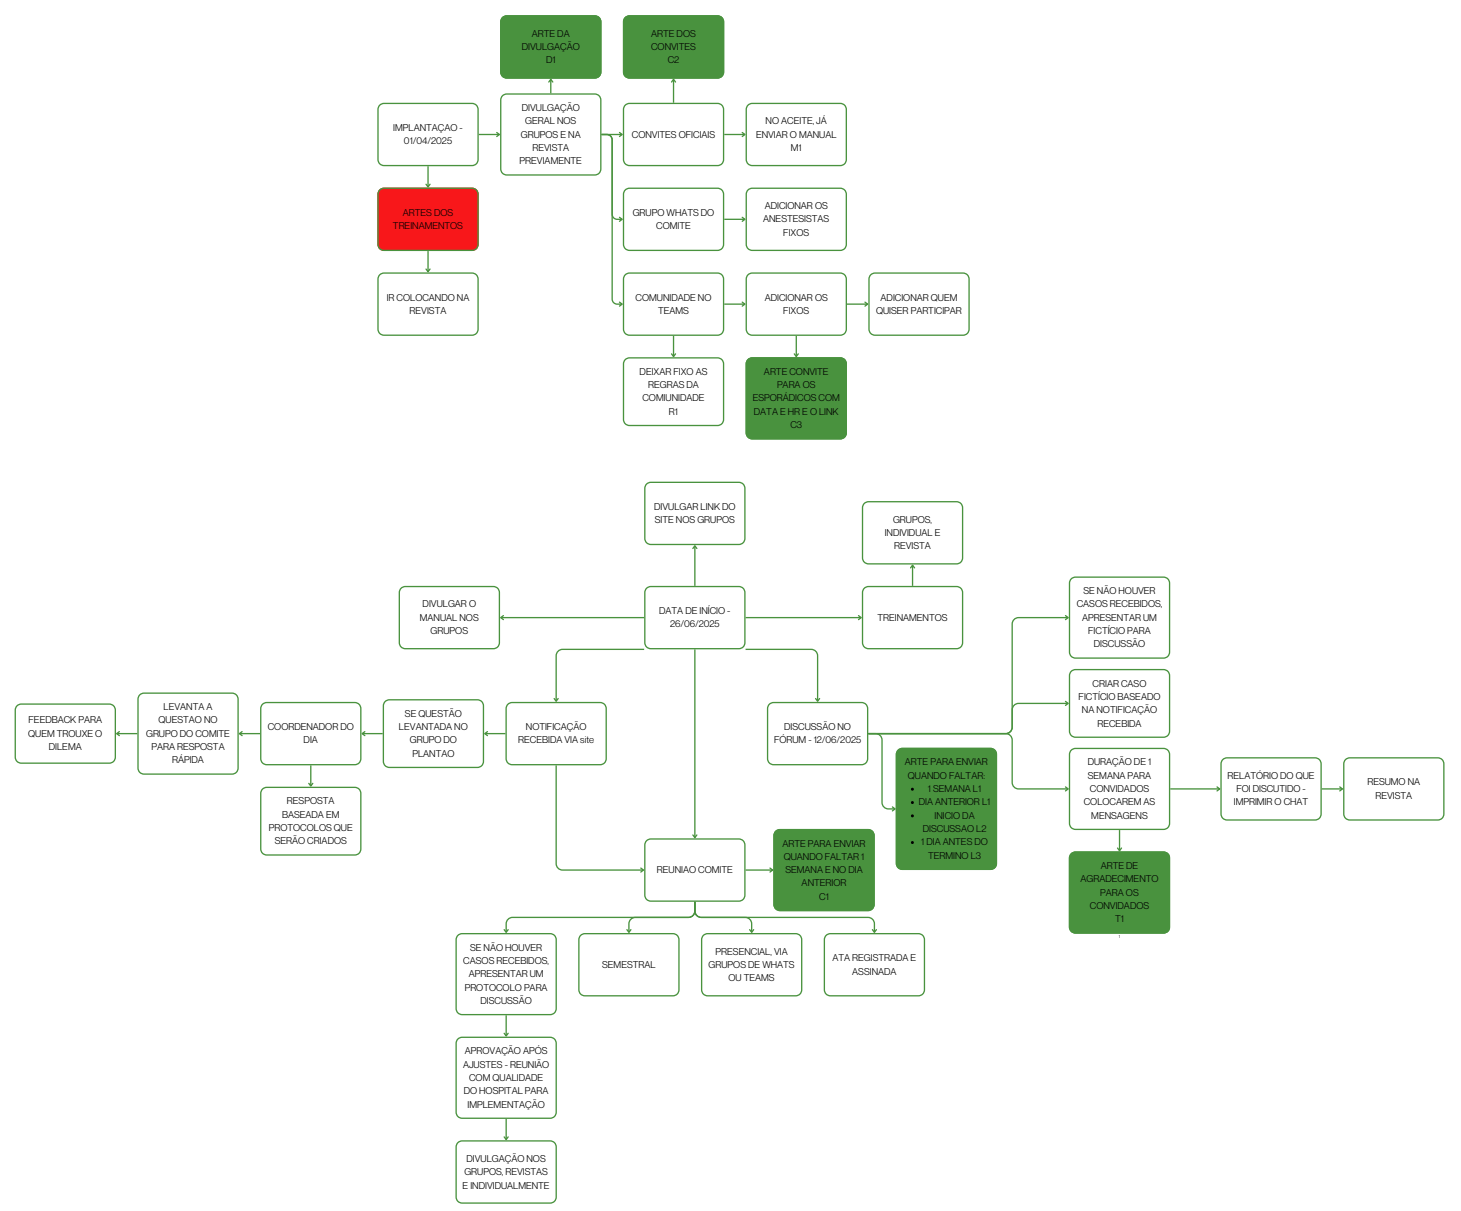 ARTE DA
DIVULGAÇÃO
D1
ARTE DOS
CONVITES
C2
IMPLANTAÇAO -
01/04/2025
DIVULGAÇÃO
GERAL NOS
GRUPOS E NA
REVISTA
PREVIAMENTE
CONVITES OFICIAIS
NO ACEITE, JÁ
ENVIAR O MANUAL
M1
ARTES DOS
TREINAMENTOS
GRUPO WHATS DO
COMITE
ADICIONAR OS
ANESTESISTAS
FIXOS
IR COLOCANDO NA
REVISTA
COMUNIDADE NO
TEAMS
ADICIONAR OS
FIXOS
ADICIONAR QUEM
QUISER PARTICIPAR
DEIXAR FIXO AS
REGRAS DA
COMUNIDADE
R1
ARTE CONVITE
PARA OS
ESPORÁDICOS COM
DATA E HR E O LINK
C3
DIVULGAR LINK DO
SITE NOS GRUPOS
GRUPOS,
INDIVIDUAL E
REVISTA
DIVULGAR O
MANUAL NOS
GRUPOS
DATA DE INÍCIO -
26/06/2025
TREINAMENTOS
SE NÃO HOUVER
CASOS RECEBIDOS,
APRESENTAR UM
FICTÍCIO PARA
DISCUSSÃO
CRIAR CASO
FICTÍCIO BASEADO
NA NOTIFICAÇÃO
RECEBIDA
FEEDBACK PARA
QUEM TROUXE O
DILEMA
LEVANTA A
QUESTAO NO
GRUPO DO COMITE
PARA RESPOSTA
RÁPIDA
COORDENADOR DO
DIA
SE QUESTÃO
LEVANTADA NO
GRUPO DO
PLANTAO
NOTIFICAÇÃO
RECEBIDA VIA site
DISCUSSÃO NO
FÓRUM - 12/06/2025
ARTE PARA ENVIAR
QUANDO FALTAR:
• 1 SEMANA L1
• DIA ANTERIOR L1
• INICIO DA
DISCUSSAO L2
• 1 DIA ANTES DO
TERMINO L3
DURAÇÃO DE 1
SEMANA PARA
CONVIDADOS
COLOCAREM AS
MENSAGENS
RELATÓRIO DO QUE
FOI DISCUTIDO -
IMPRIMIR O CHAT
RESUMO NA
REVISTA
RESPOSTA
BASEADA EM
PROTOCOLOS QUE
SERÃO CRIADOS
REUNIAO COMITE
ARTE PARA ENVIAR
QUANDO FALTAR 1
SEMANA E NO DIA
ANTERIOR
C1
ARTE DE
AGRADECIMENTO
PARA OS
CONVIDADOS
T1
SE NÃO HOUVER
CASOS RECEBIDOS,
APRESENTAR UM
PROTOCOLO PARA
DISCUSSÃO
SEMESTRAL
PRESENCIAL, VIA
GRUPOS DE WHATS
OU TEAMS
ATA REGISTRADA E
ASSINADA
APROVAÇÃO APÓS
AJUSTES - REUNIÃO
COM QUALIDADE
DO HOSPITAL PARA
IMPLEMENTAÇÃO
DIVULGAÇÃO NOS
GRUPOS, REVISTAS
E INDIVIDUALMENTE